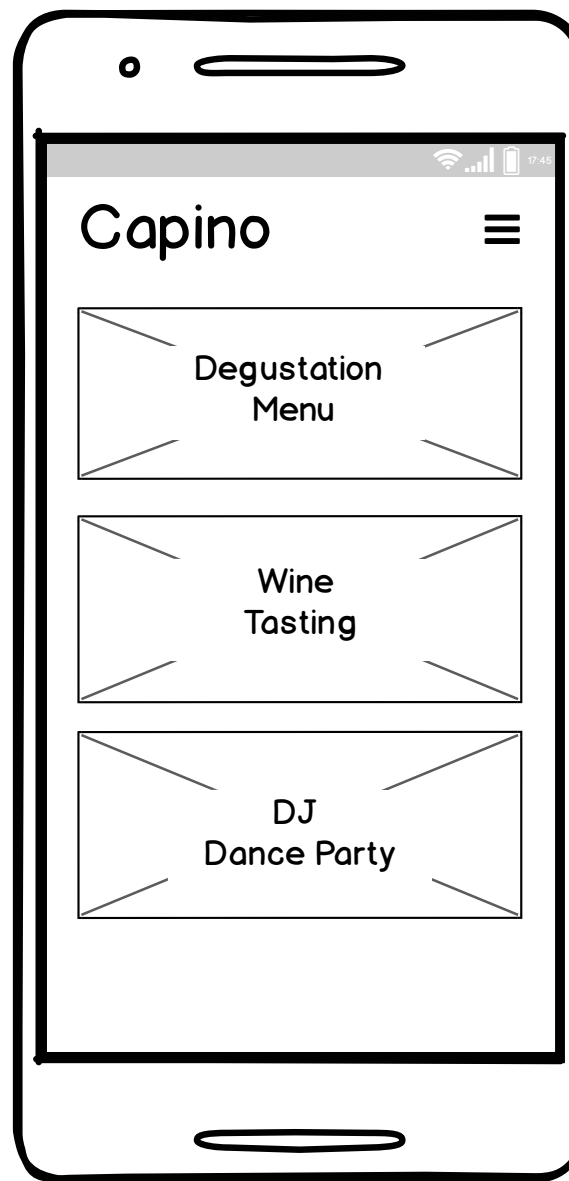 17:45
Capino
Degustation
Menu
Wine
Tasting
DJ
Dance Party